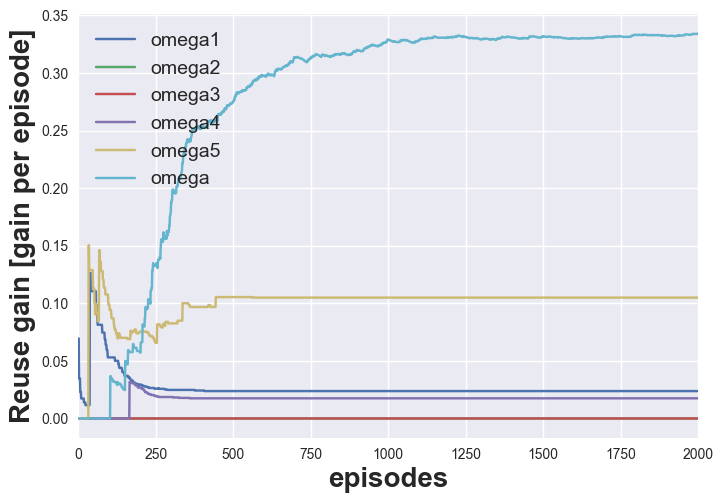 Reuse gain [gain per episode]
0.35
0.30
0.25
0.20
0.15
0.10
0.05
0.00
omega1
omega2
omega3
omega4
omega5
omega
0 250 500 750 1000 1250 1500 1750 2000
episodes